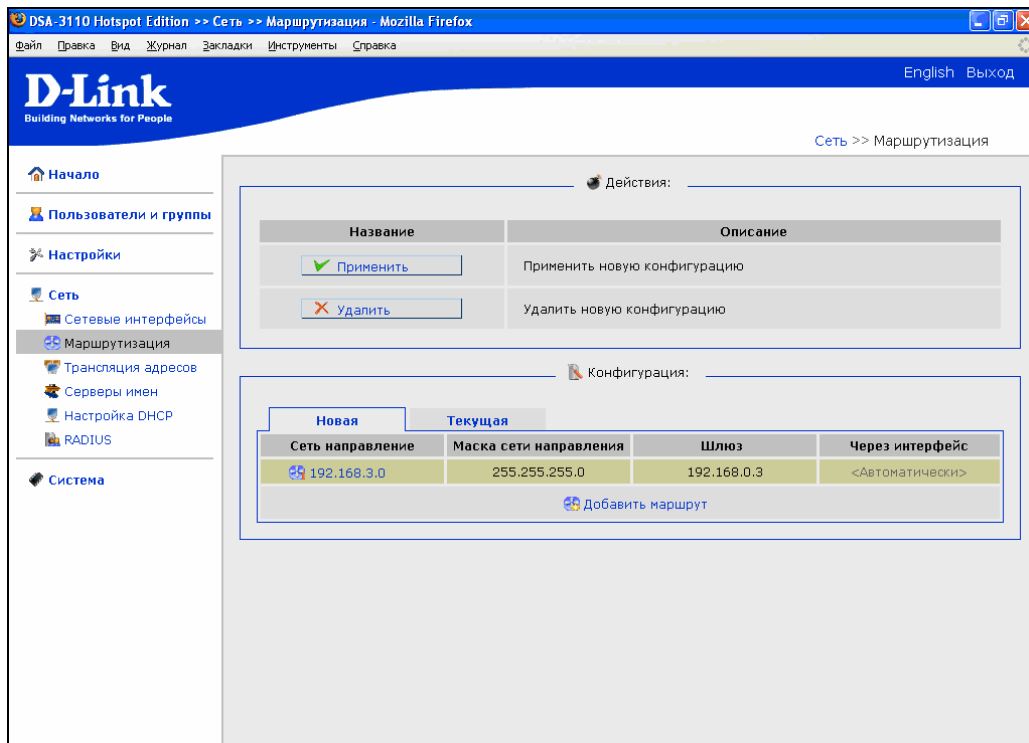 DSA-3110 Hotspot Edition >> Сеть >> Маршрутизация - Mozilla Firefox
Файл Правка Вид Журнал Закладки Инструменты Справка
English Выход
D-Link
Building Networks for People
Сеть >> Маршрутизация
Начало
Пользователи и группы
Настройки
Сеть
Сетевые интерфейсы
Маршрутизация
Трансляция адресов
Серверы имен
Настройка DHCP
RADIUS
Система
Действия:
Название Описание
Применить Применить новую конфигурацию
Удалить Удалить новую конфигурацию
Конфигурация:
Новая Текущая
Сеть направление Маска сети направления Шлюз Через интерфейс
192.168.3.0 255.255.255.0 192.168.0.3 <Автоматически>
Добавить маршрут